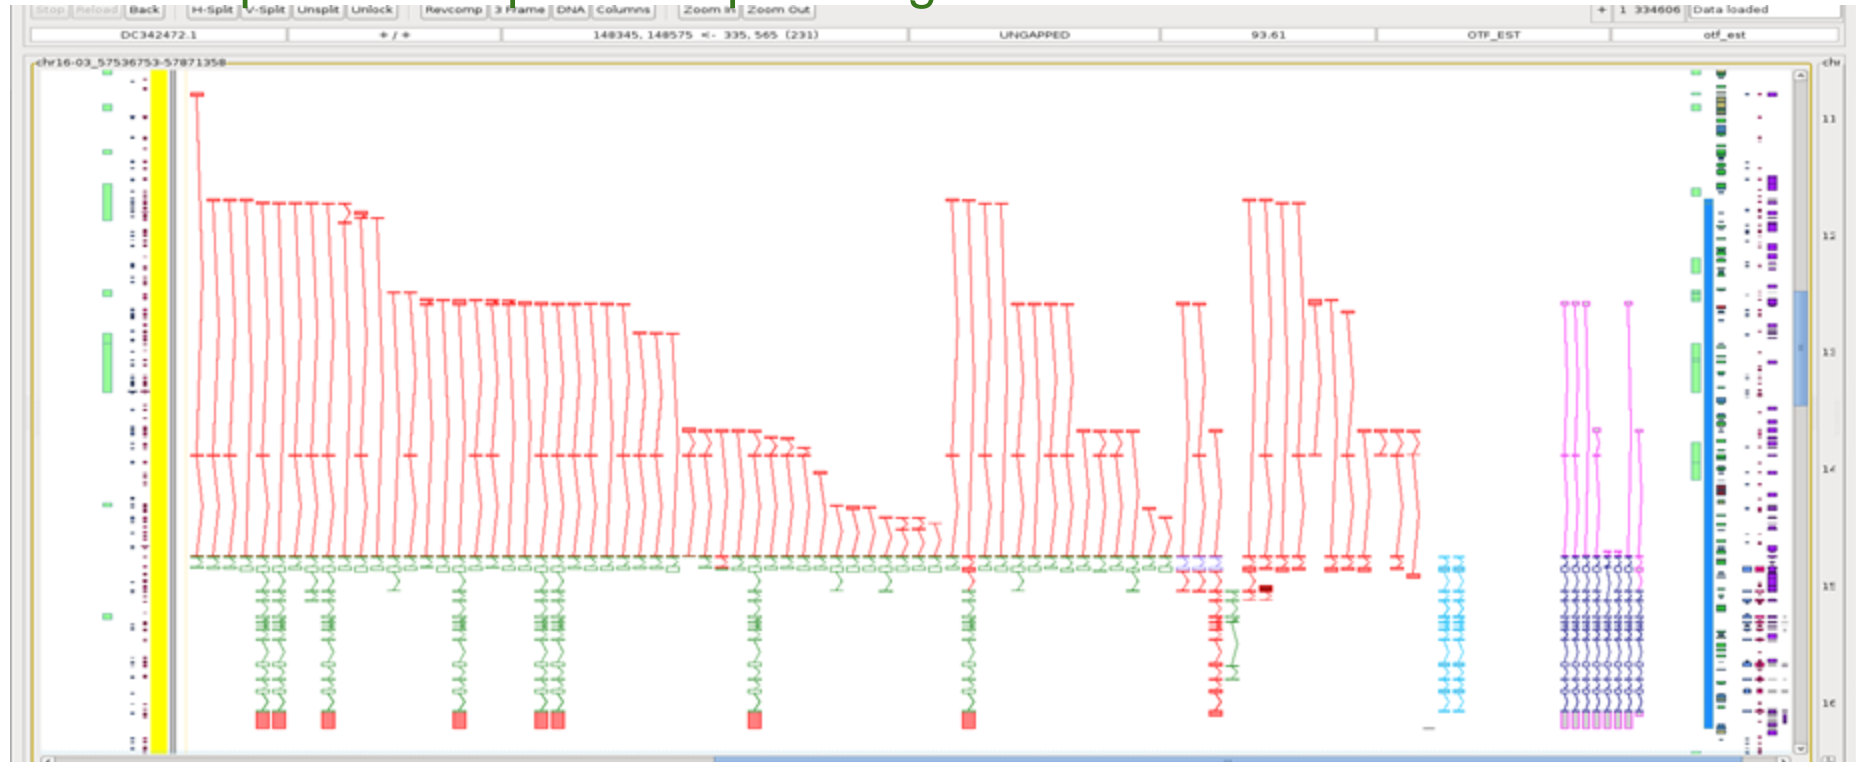 Stop Reload Back H-Split V-Split Unsplit Unlock Revcomp 3 Frame DNA Columns Zoom In Zoom Out + 1 334606 Data loaded
DC342472.1 + / + 148345, 148575 <- 335, 565 (231) UNGAPPED 93.61 OTF_EST otf_est
chr16-03_57536753-57871358 chr
11
12
13
14
15
16